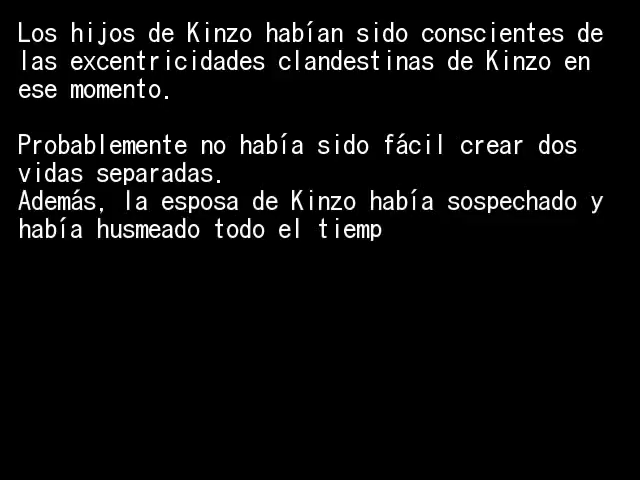 Los hijos de Kinzo habían sido conscientes de
las excentricidades clandestinas de Kinzo en
ese momento.
Probablemente no había sido fácil crear dos
vidas separadas.
Además, la esposa de Kinzo había sospechado y
había husmeado todo el tiemp